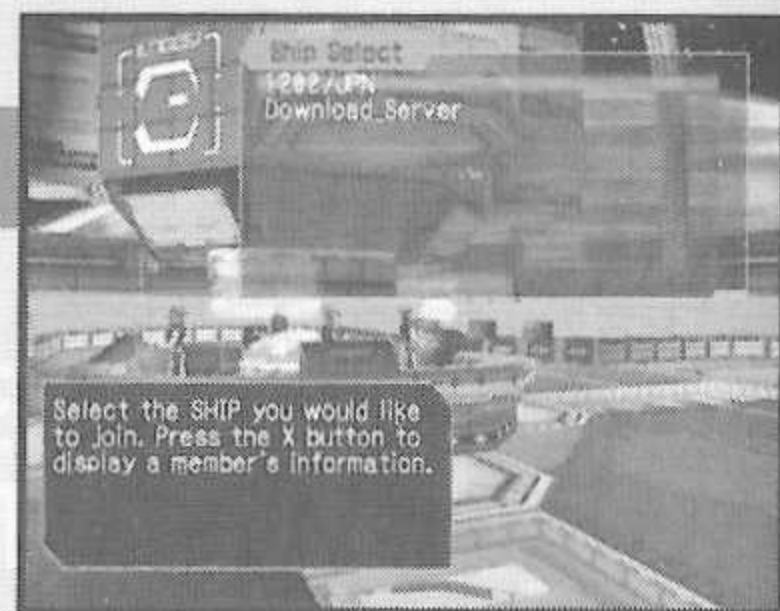 Ship Select
Download_Server
Select the SHIP you would like
to join. Press the X button to
display a member's information.